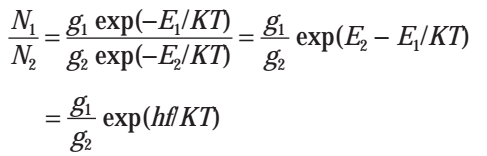 N₁/N₂ = g₁ exp(−E₁/KT)/g₂ exp(−E₂/KT) = g₁/g₂ exp(E₂ − E₁/KT)
= g₁/g₂ exp(hf/KT)